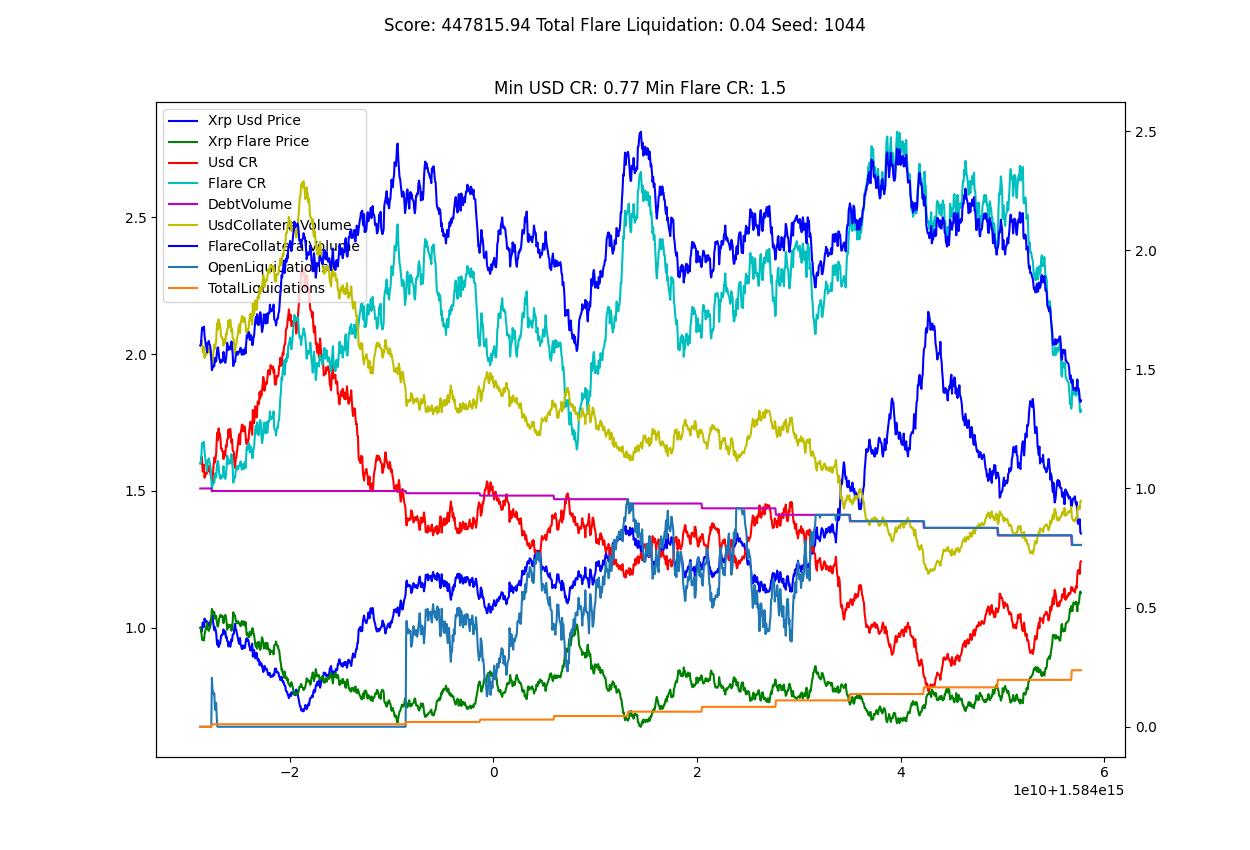 Score: 447815.94 Total Flare Liquidation: 0.04 Seed: 1044
Min USD CR: 0.77 Min Flare CR: 1.5
Xrp Usd Price
Xrp Flare Price
Usd CR
Flare CR
DebtVolume
UsdCollateralVolume
FlareCollateralVolume
OpenLiquidations
TotalLiquidations
2.5
2.0
1.5
1.0
2.5
2.0
1.5
1.0
0.5
0.0
−2
0
2
4
6
1e10+1.584e15